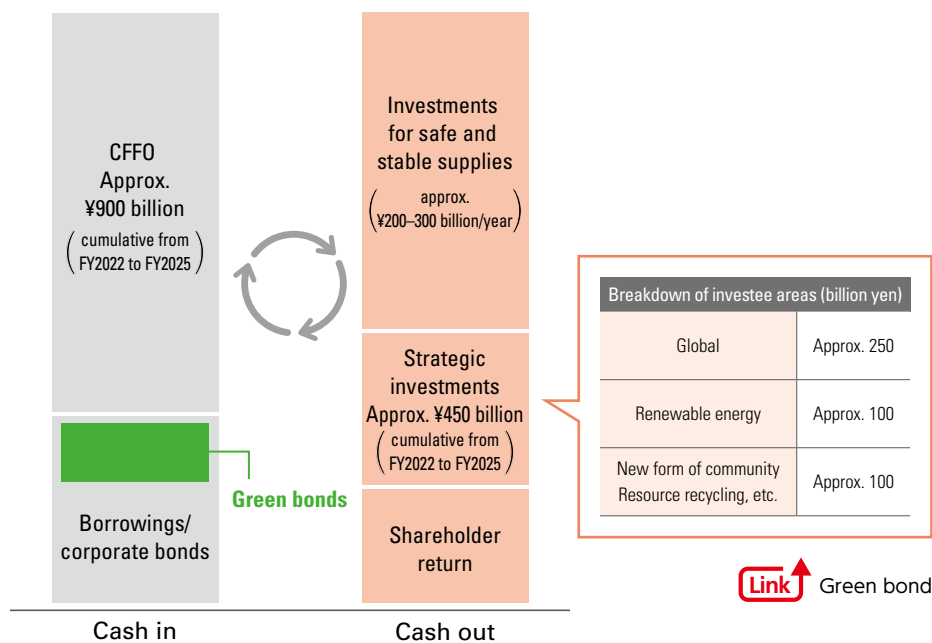 CFFO
Approx.
¥900 billion
(cumulative from
FY2022 to FY2025)
Green bonds
Borrowings/
corporate bonds
Cash in
Investments
for safe and
stable supplies
(approx.
¥200–300 billion/year)
Strategic
investments
Approx. ¥450 billion
(cumulative from
FY2022 to FY2025)
Shareholder
return
Cash out
Breakdown of investee areas (billion yen)
Global Approx. 250
Renewable energy Approx. 100
New form of community
Resource recycling, etc. Approx. 100
Link Green bond